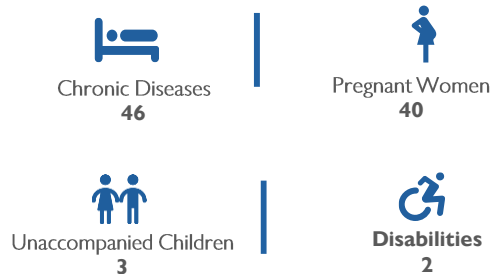 Chronic Diseases
46
Pregnant Women
40
Unaccompanied Children
3
Disabilities
2